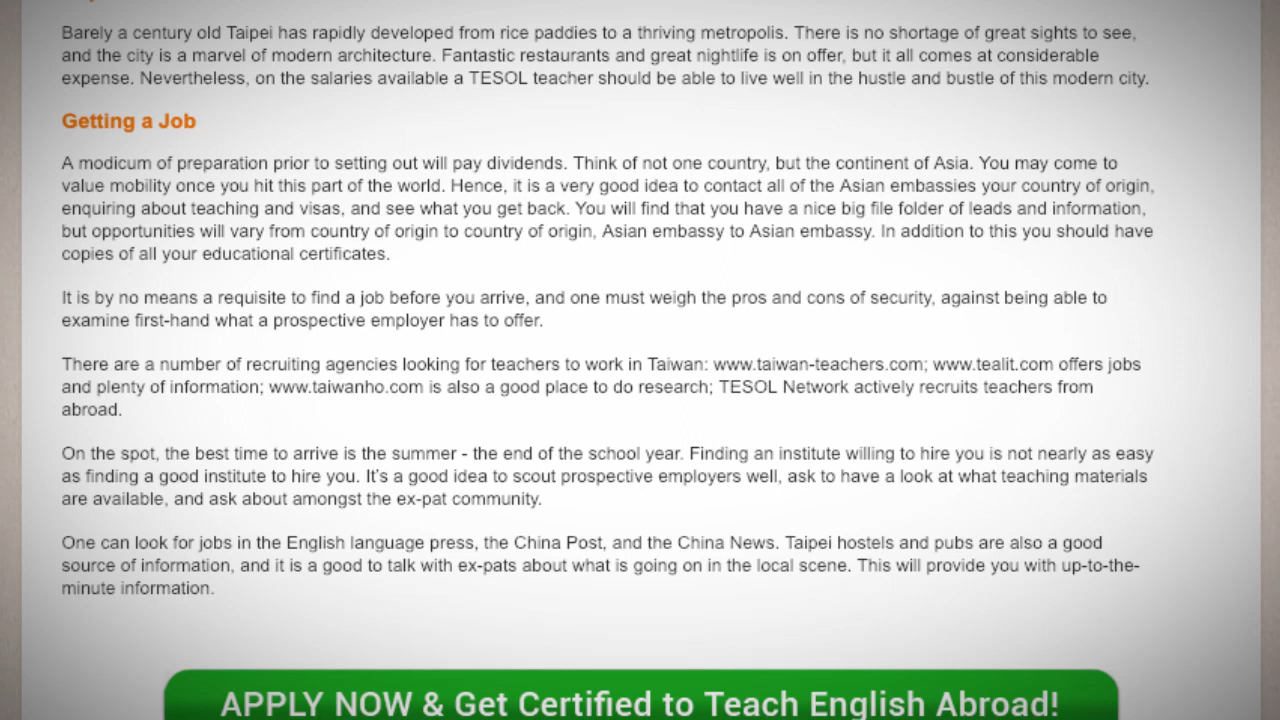 Barely a century old Taipei has rapidly developed from rice paddies to a thriving metropolis. There is no shortage of great sights to see,
and the city is a marvel of modern architecture. Fantastic restaurants and great nightlife is on offer, but it all comes at considerable
expense. Nevertheless, on the salaries available a TESOL teacher should be able to live well in the hustle and bustle of this modern city.
Getting a Job
A modicum of preparation prior to setting out will pay dividends. Think of not one country, but the continent of Asia. You may come to
value mobility once you hit this part of the world. Hence, it is a very good idea to contact all of the Asian embassies your country of origin,
enquiring about teaching and visas, and see what you get back. You will find that you have a nice big file folder of leads and information,
but opportunities will vary from country of origin to country of origin, Asian embassy to Asian embassy. In addition to this you should have
copies of all your educational certificates.
It is by no means a requisite to find a job before you arrive, and one must weigh the pros and cons of security, against being able to
examine first-hand what a prospective employer has to offer.
There are a number of recruiting agencies looking for teachers to work in Taiwan: www.taiwan-teachers.com; www.tealit.com offers jobs
and plenty of information; www.taiwanho.com is also a good place to do research; TESOL Network actively recruits teachers from
abroad.
On the spot, the best time to arrive is the summer - the end of the school year. Finding an institute willing to hire you is not nearly as easy
as finding a good institute to hire you. It's a good idea to scout prospective employers well, ask to have a look at what teaching materials
are available, and ask about amongst the ex-pat community.
One can look for jobs in the English language press, the China Post, and the China News. Taipei hostels and pubs are also a good
source of information, and it is a good to talk with ex-pats about what is going on in the local scene. This will provide you with up-to-the-
minute information.
APPLY NOW & Get Certified to Teach English Abroad!